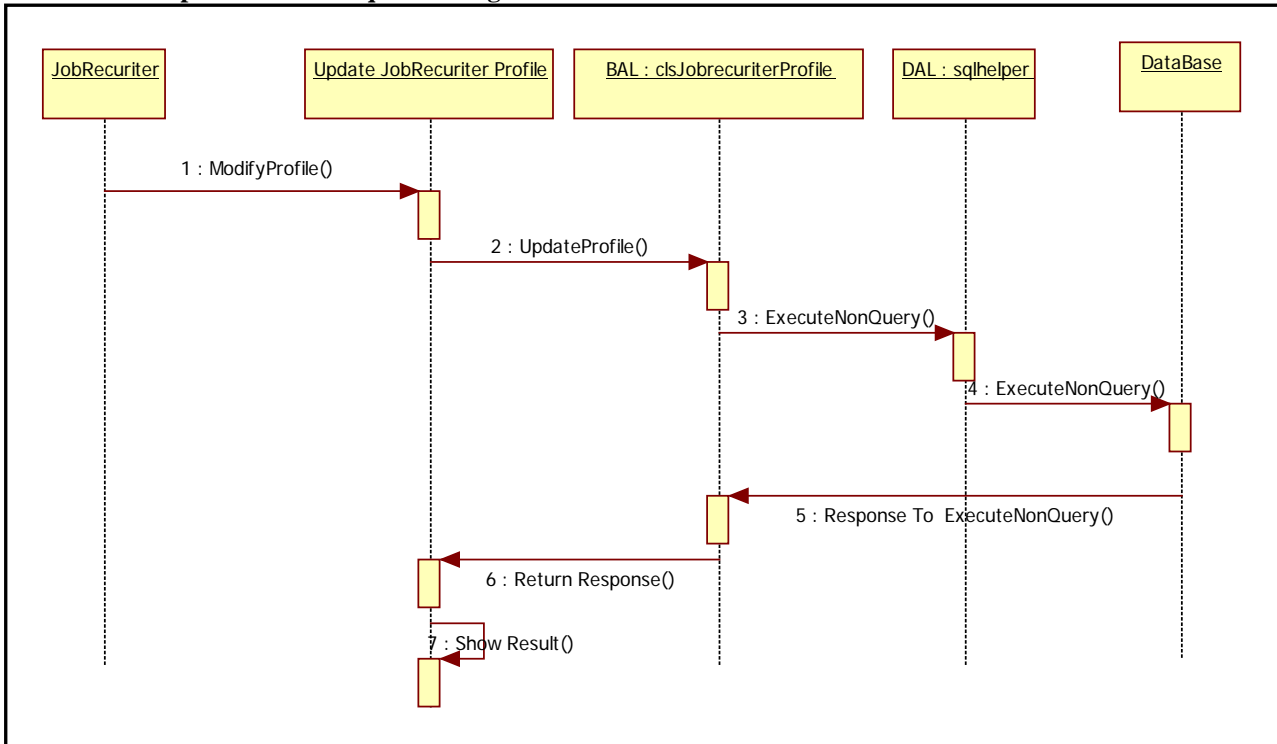 JobRecuriter
Update JobRecuriter Profile
BAL : clsJobrecuriterProfile
DAL : sqlhelper
DataBase
1 : ModifyProfile()
2 : UpdateProfile()
3 : ExecuteNonQuery()
4 : ExecuteNonQuery()
5 : Response To ExecuteNonQuery()
6 : Return Response()
7 : Show Result()